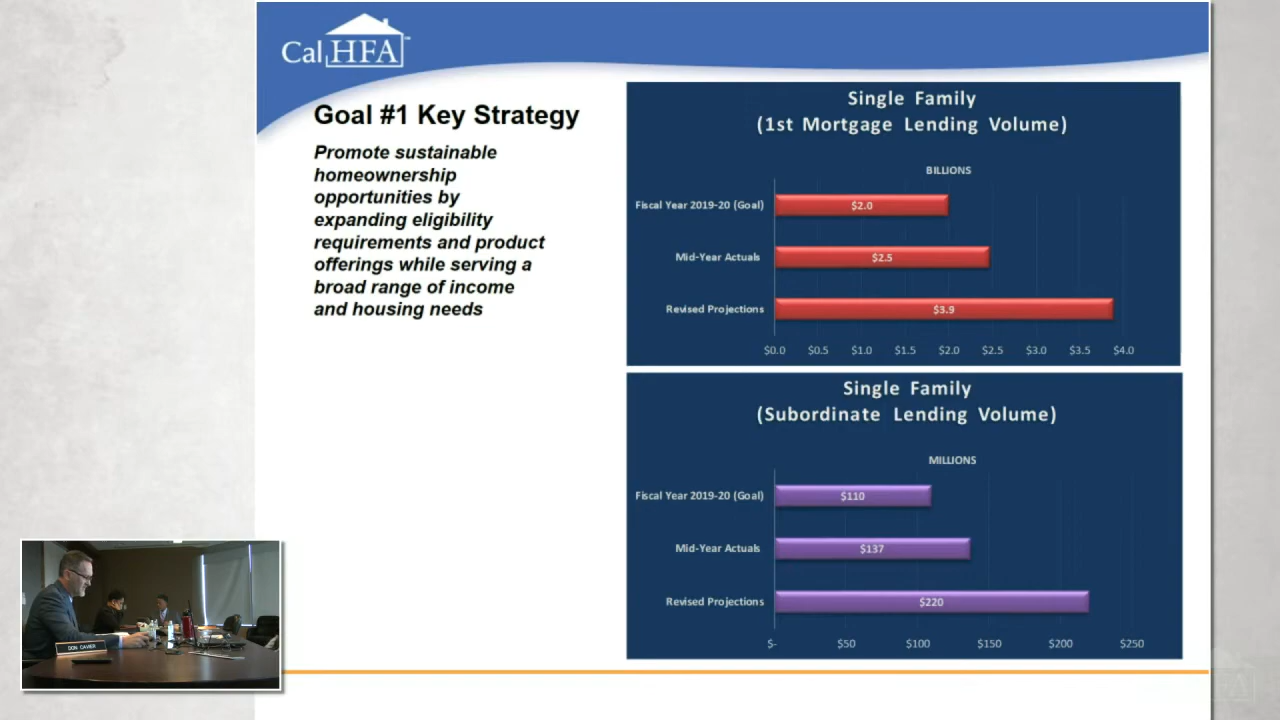 Cal HFA™
Goal #1 Key Strategy
Promote sustainable
homeownership
opportunities by
expanding eligibility
requirements and product
offerings while serving a
broad range of income
and housing needs
Single Family
(1st Mortgage Lending Volume)
BILLIONS
Fiscal Year 2019-20 (Goal) $2.0
Mid-Year Actuals $2.5
Revised Projections $3.9
$0.0 $0.5 $1.0 $1.5 $2.0 $2.5 $3.0 $3.5 $4.0
Single Family
(Subordinate Lending Volume)
MILLIONS
Fiscal Year 2019-20 (Goal) $110
Mid-Year Actuals $137
Revised Projections $220
$- $50 $100 $150 $200 $250
DON CAVIER
HFA